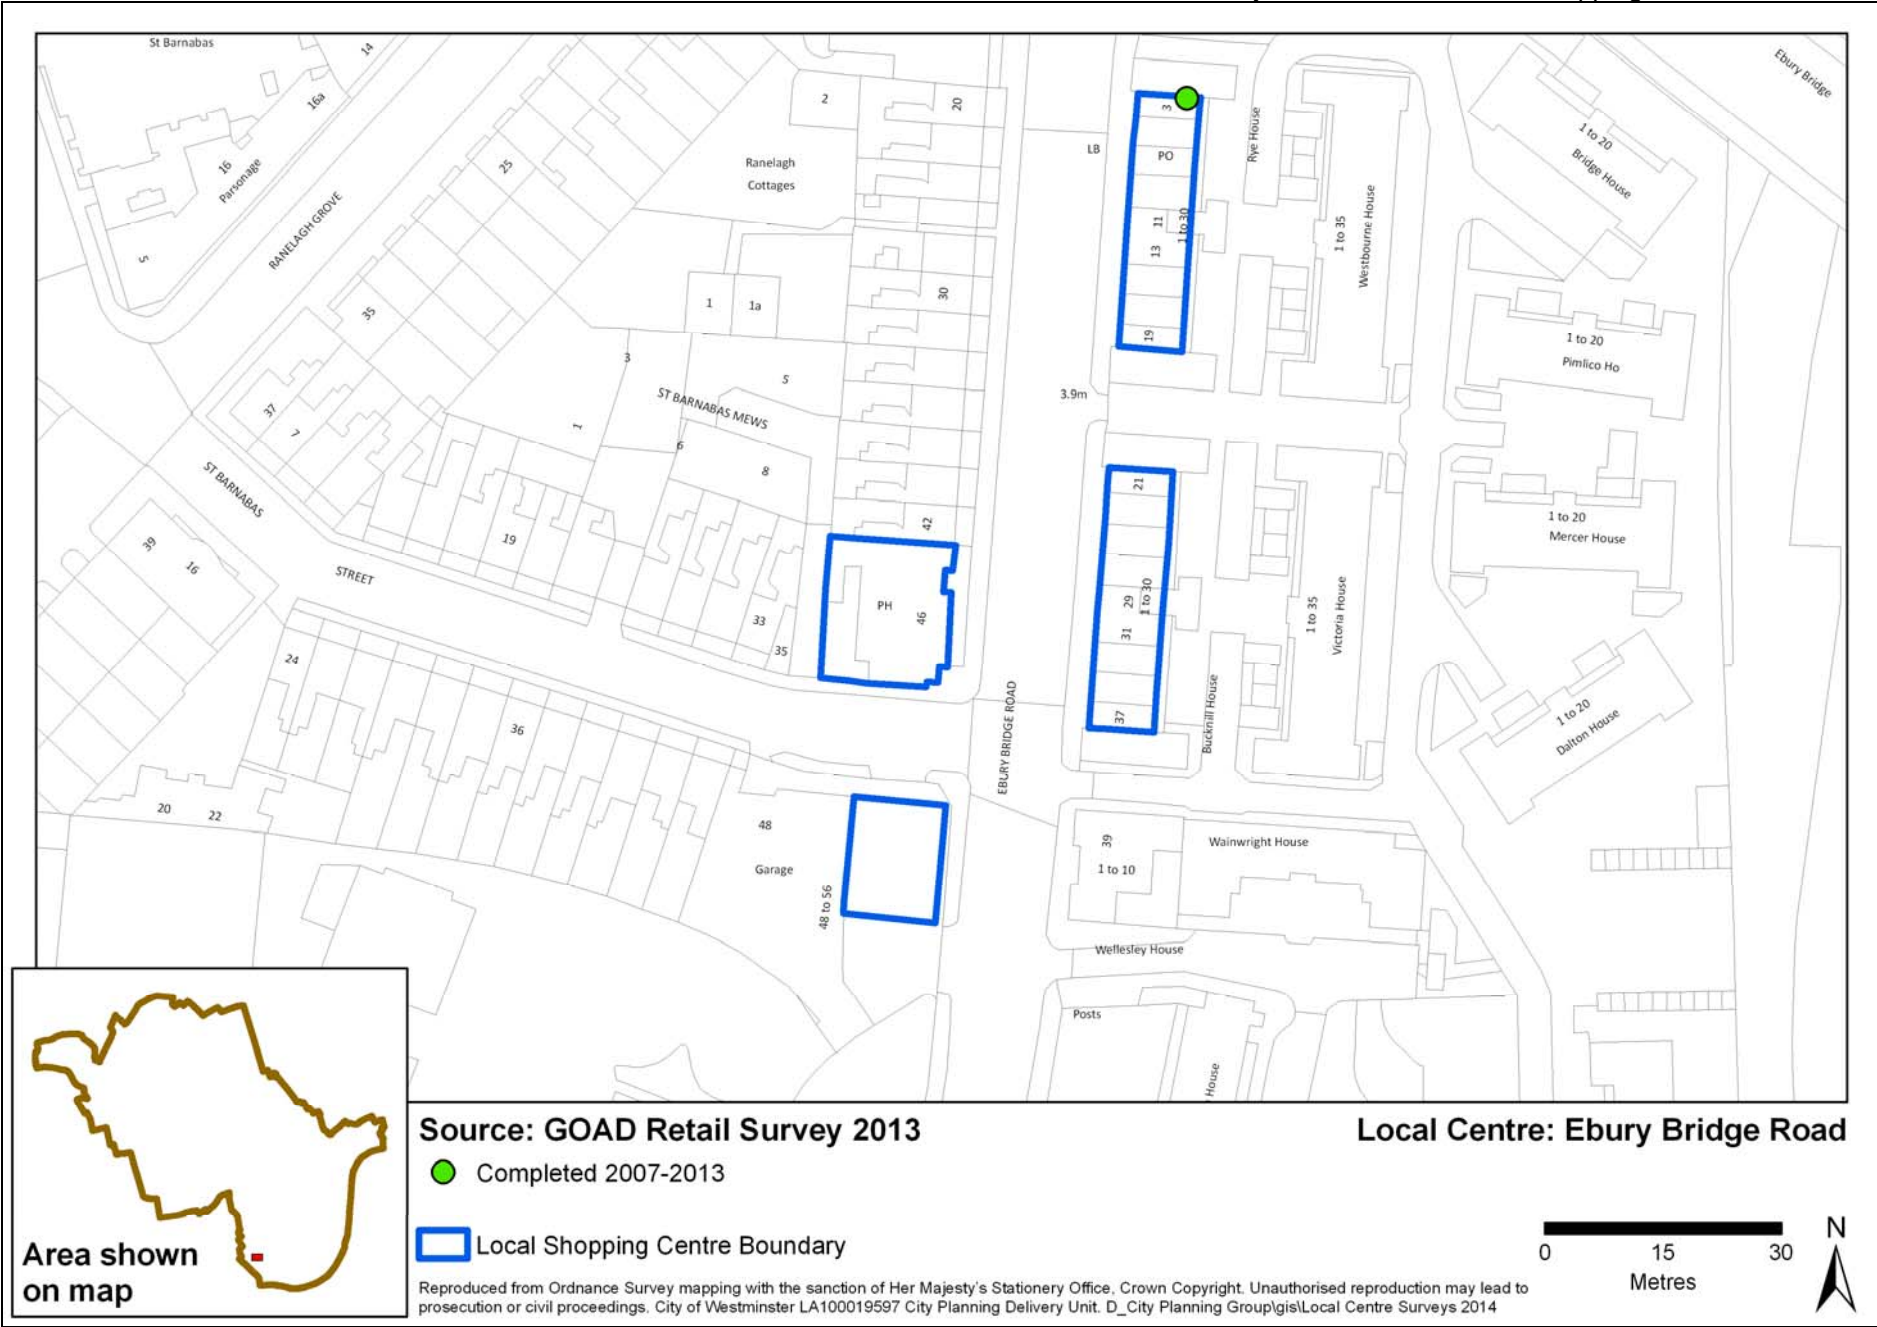 St Barnabas
14
16a
16
Parsonage
5
RANELAGH GROVE
25
35
37
7
2
20
Ranelagh
Cottages
1
1a
30
3
5
ST BARNABAS MEWS
1
6
8
42
19
33
35
PH
46
ST BARNABAS
STREET
39
16
24
36
20
22
48
Garage
48 to 56
EBURY BRIDGE ROAD
LB
3
PO
11
13
1 to 30
19
3.9m
21
29
1 to 30
31
37
Rye House
1 to 35
Westbourne House
Bucknill House
1 to 35
Victoria House
Ebury Bridge
1 to 20
Bridge House
1 to 20
Pimlico Ho
1 to 20
Mercer House
1 to 20
Dalton House
39
1 to 10
Wainwright House
Wellesley House
Posts
House
Area shown
on map
Source: GOAD Retail Survey 2013
Local Centre: Ebury Bridge Road
Completed 2007-2013
Local Shopping Centre Boundary
0 15 30
Metres
N
Reproduced from Ordnance Survey mapping with the sanction of Her Majesty's Stationery Office, Crown Copyright. Unauthorised reproduction may lead to
prosecution or civil proceedings. City of Westminster LA100019597 City Planning Delivery Unit. D_City Planning Group\gis\Local Centre Surveys 2014